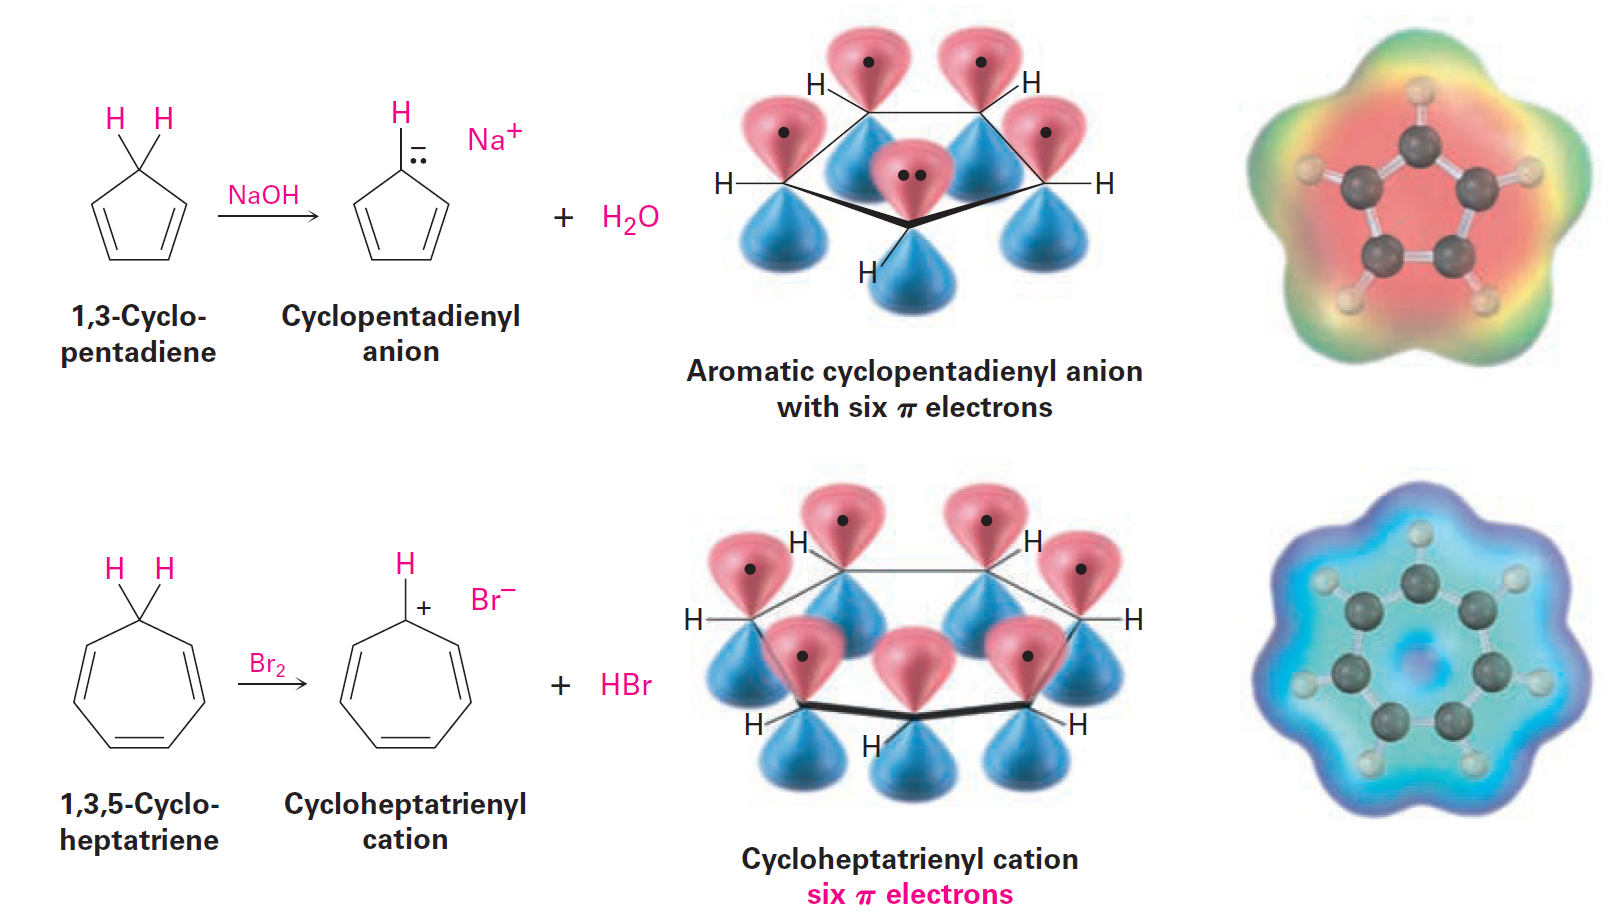 H H
NaOH
H
–
••
Na⁺
+ H₂O
1,3-Cyclo-
pentadiene
Cyclopentadienyl
anion
H
H
H
H
H
Aromatic cyclopentadienyl anion
with six π electrons
H H
Br₂
H
+
Br⁻
+ HBr
1,3,5-Cyclo-
heptatriene
Cycloheptatrienyl
cation
H
H
H
H
H
H
H
Cycloheptatrienyl cation
six π electrons